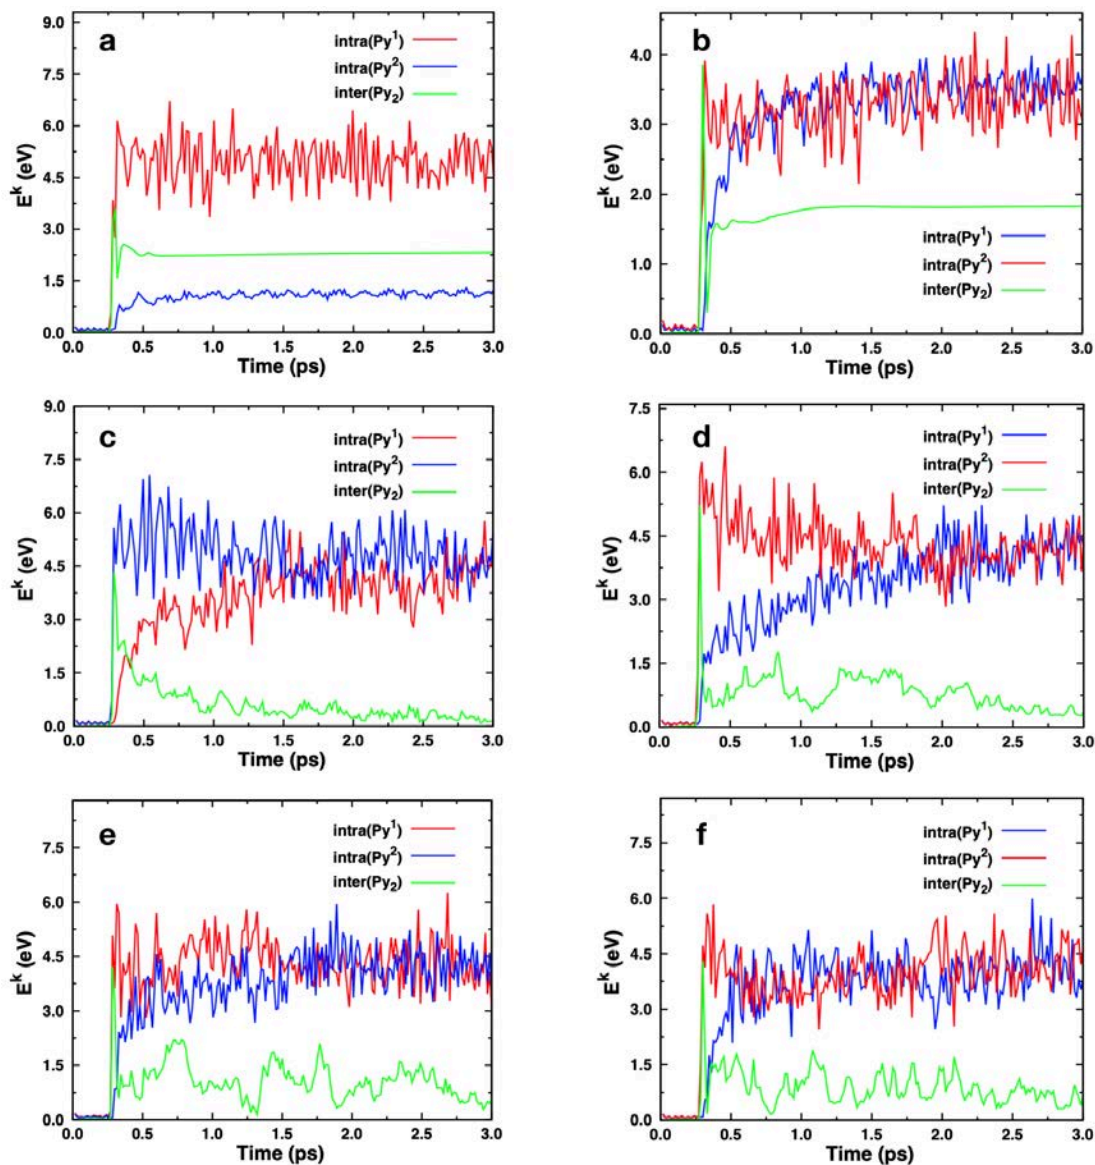 a
intra(Py¹)
intra(Py²)
inter(Py₂)
9.0
7.5
6.0
4.5
3.0
1.5
0.0
Eᵏ (eV)
0.0 0.5 1.0 1.5 2.0 2.5 3.0
Time (ps)
b
4.0
3.0
2.0
1.0
0.0
Eᵏ (eV)
intra(Py¹)
intra(Py²)
inter(Py₂)
0.0 0.5 1.0 1.5 2.0 2.5 3.0
Time (ps)
c
intra(Py¹)
intra(Py²)
inter(Py₂)
9.0
7.5
6.0
4.5
3.0
1.5
0.0
Eᵏ (eV)
0.0 0.5 1.0 1.5 2.0 2.5 3.0
Time (ps)
d
intra(Py¹)
intra(Py²)
inter(Py₂)
7.5
6.0
4.5
3.0
1.5
0.0
Eᵏ (eV)
0.0 0.5 1.0 1.5 2.0 2.5 3.0
Time (ps)
e
intra(Py¹)
intra(Py²)
inter(Py₂)
7.5
6.0
4.5
3.0
1.5
0.0
Eᵏ (eV)
0.0 0.5 1.0 1.5 2.0 2.5 3.0
Time (ps)
f
intra(Py¹)
intra(Py²)
inter(Py₂)
7.5
6.0
4.5
3.0
1.5
0.0
Eᵏ (eV)
0.0 0.5 1.0 1.5 2.0 2.5 3.0
Time (ps)